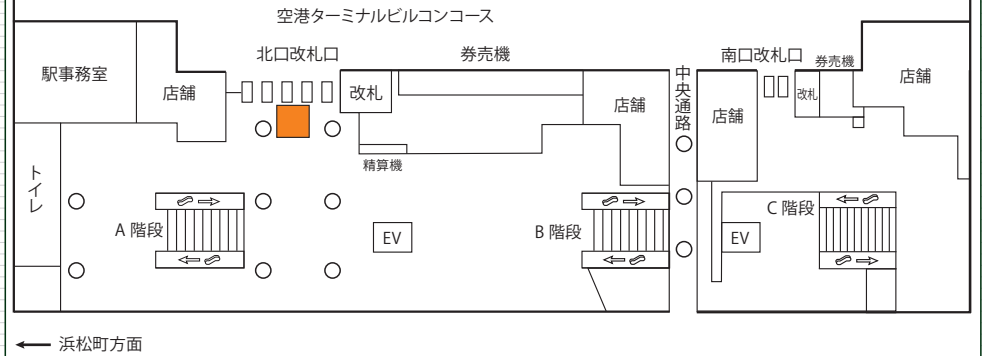 空港ターミナルビルコンコース
北口改札口
券売機
南口改札口
券売機
駅事務室
店舗
改札
店舗
中央通路
店舗
改札
店舗
精算機
トイレ
A 階段
EV
B 階段
EV
C 階段
浜松町方面